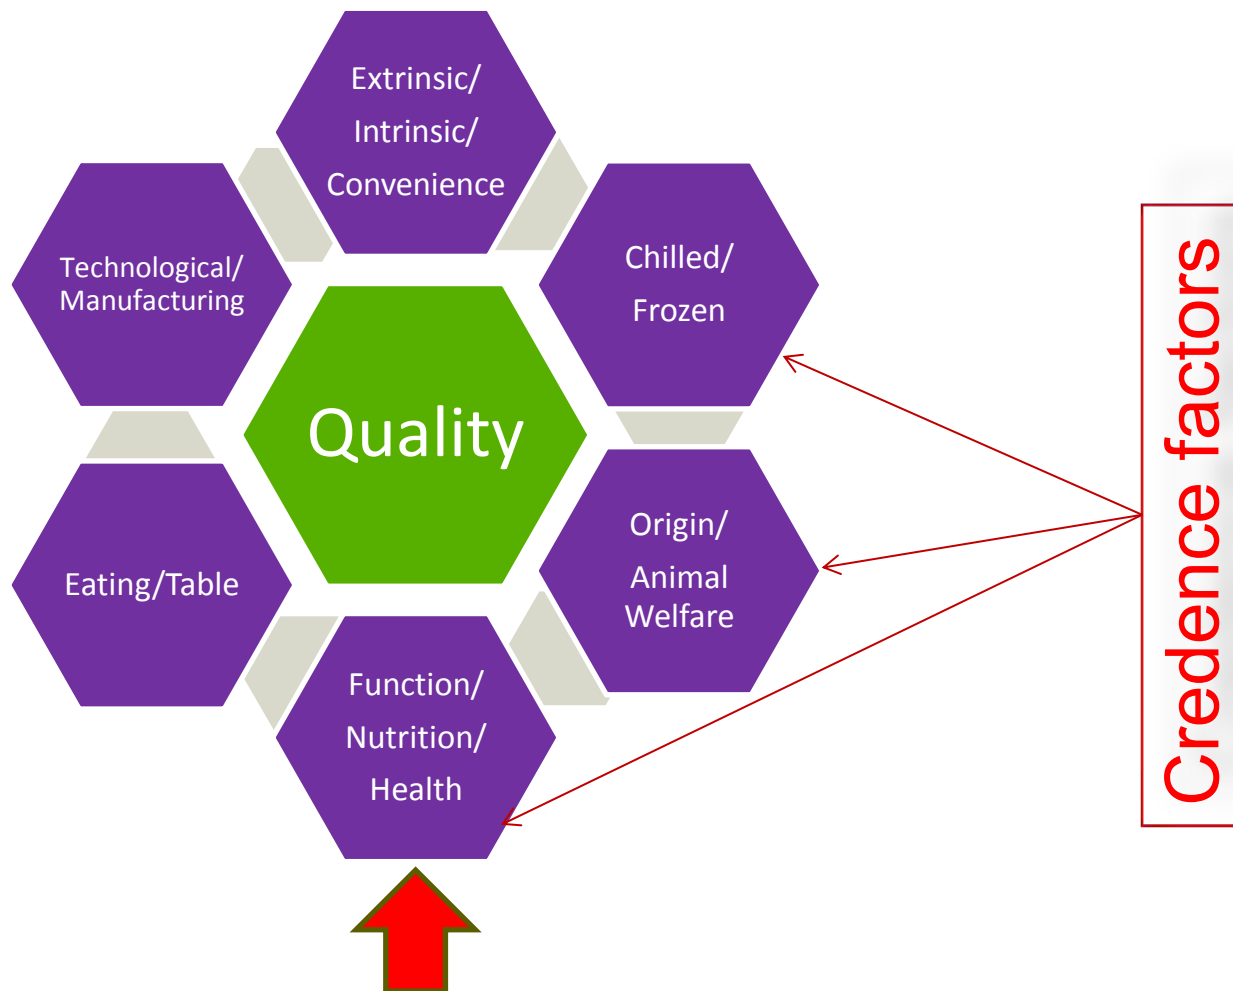 Extrinsic/
Intrinsic/
Convenience
Chilled/
Frozen
Origin/
Animal
Welfare
Function/
Nutrition/
Health
Eating/Table
Technological/
Manufacturing
Quality
Credence factors